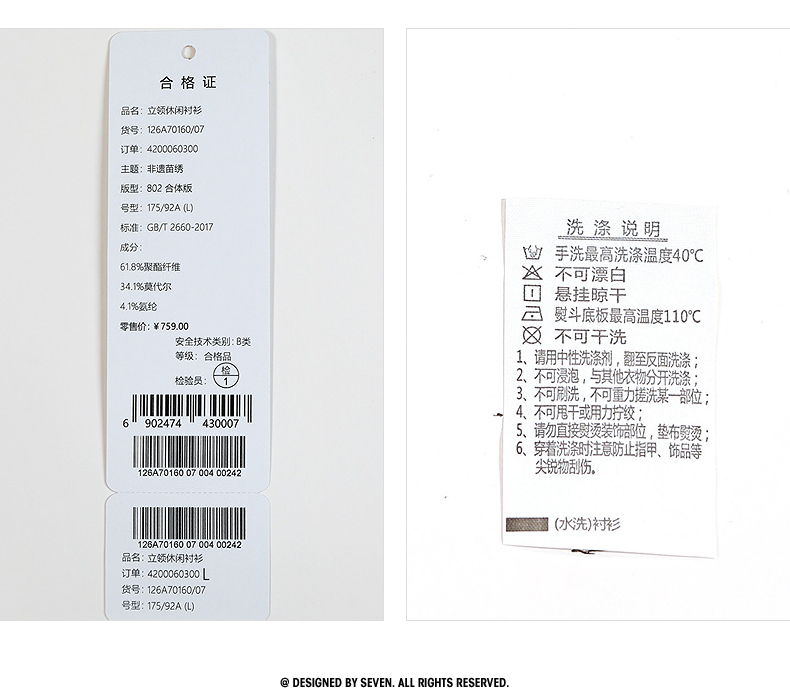 合格证
品名：立领休闲衬衫
货号：126A70160/07
订单：4200060300
主题：非遗苗绣
版型：802 合体版
号型：175/92A (L)
标准：GB/T 2660-2017
成分：
61.8%聚酯纤维
34.1%莫代尔
4.1%氨纶
零售价：¥759.00
安全技术类别：B类
等级：合格品
检验员：检1
6 902474 430007
126A70160 07 004 00242
126A70160 07 004 00242
品名：立领休闲衬衫
订单：4200060300 L
货号：126A70160/07
号型：175/92A (L)
洗涤说明
手洗最高洗涤温度40℃
不可漂白
悬挂晾干
熨斗底板最高温度110℃
不可干洗
1、请用中性洗涤剂，翻至反面洗涤；
2、不可浸泡，与其他衣物分开洗涤；
3、不可刷洗，不可重力搓洗某一部位；
4、不可甩干或用力拧绞；
5、请勿直接熨烫装饰部位，垫布熨烫；
6、穿着洗涤时注意防止指甲、饰品等
尖锐物刮伤。
(水洗)衬衫
@ DESIGNED BY SEVEN. ALL RIGHTS RESERVED.